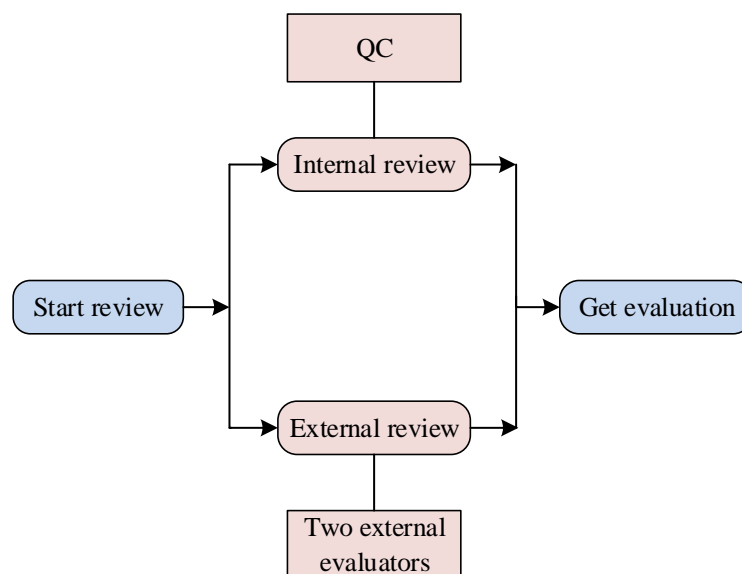 QC
Internal review
Start review
Get evaluation
External review
Two external
evaluators